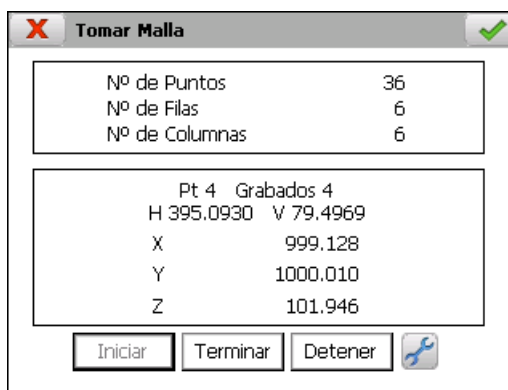 Tomar Malla
Nº de Puntos 36
Nº de Filas 6
Nº de Columnas 6
Pt 4 Grabados 4
H 395.0930 V 79.4969
X 999.128
Y 1000.010
Z 101.946
Iniciar Terminar Detener